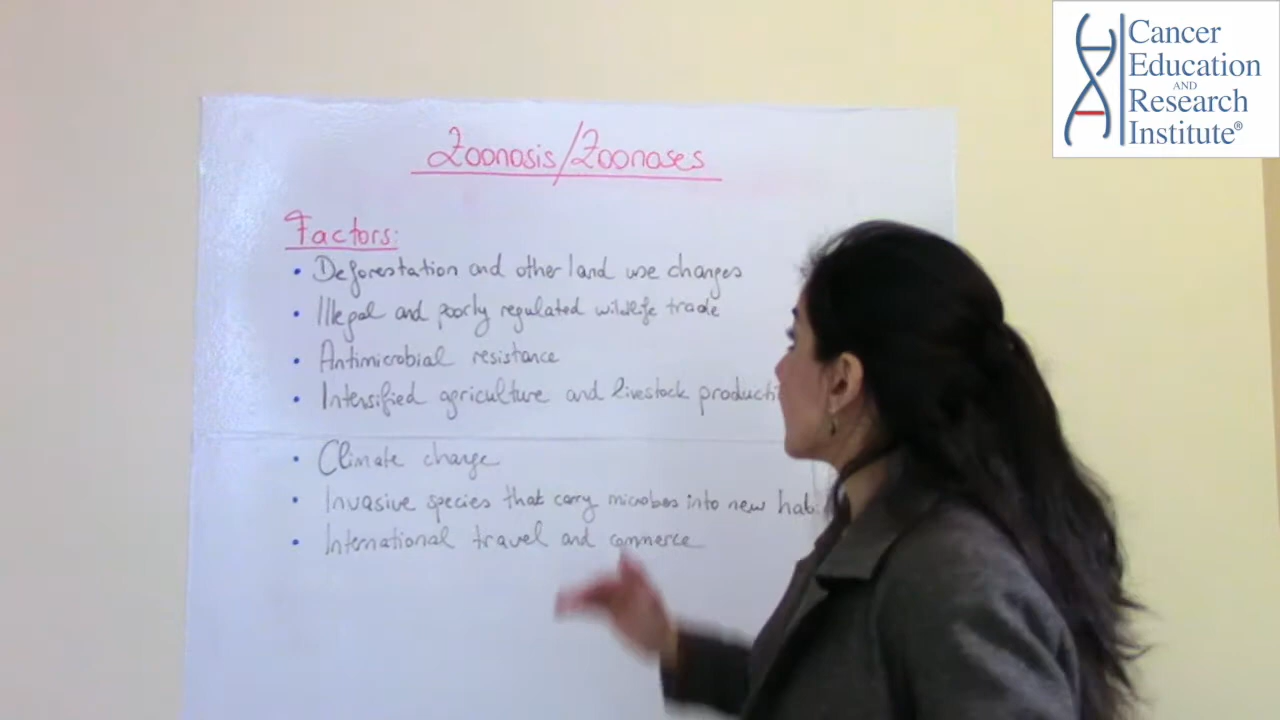 Cancer
Education
AND
Research
Institute®
Zoonosis/Zoonoses
Factors:
• Deforestation and other land use changes
• Illegal and poorly regulated wildlife trade
• Antimicrobial resistance
• Intensified agriculture and livestock producti
• Climate change
• Invasive species that carry microbes into new hab
• International travel and commerce